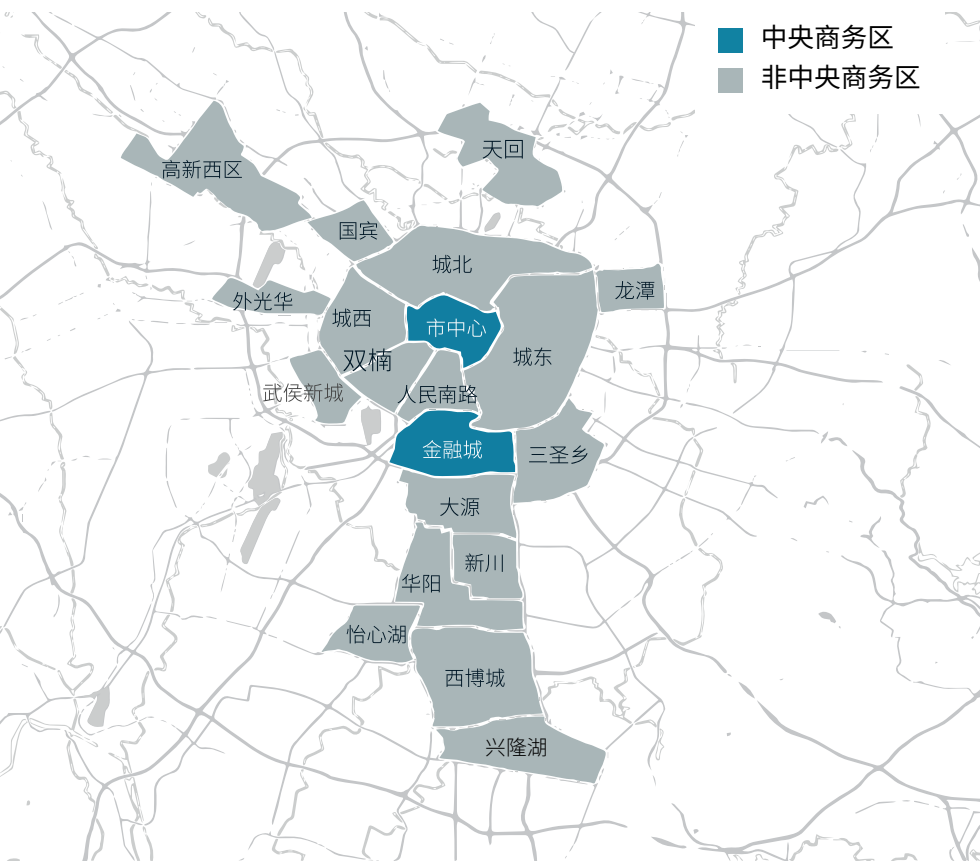 中央商务区
非中央商务区
天回
高新西区
国宾
城北
龙潭
外光华
城西
市中心
双楠
城东
武侯新城
人民南路
金融城
三圣乡
大源
新川
华阳
怡心湖
西博城
兴隆湖